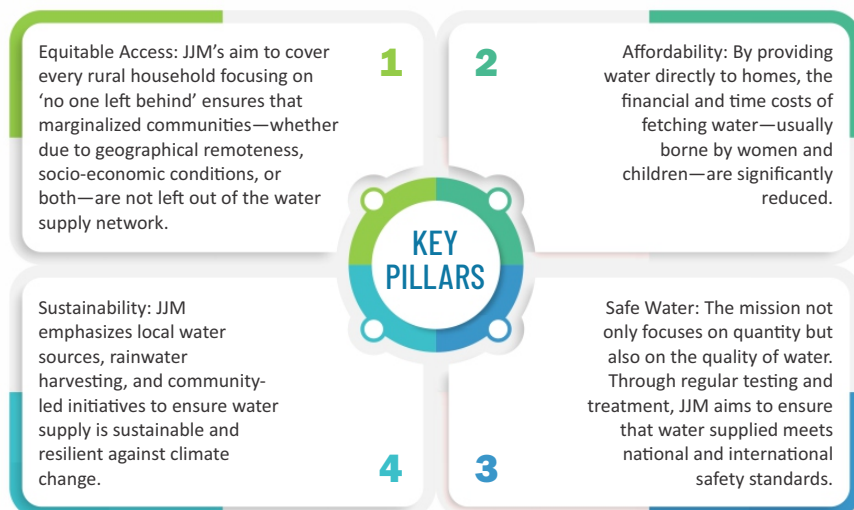 Equitable Access: JJM’s aim to cover
every rural household focusing on
‘no one left behind’ ensures that
marginalized communities—whether
due to geographical remoteness,
socio-economic conditions, or
both—are not left out of the water
supply network.
1
2
Affordability: By providing
water directly to homes, the
financial and time costs of
fetching water—usually
borne by women and
children—are significantly
reduced.
KEY
PILLARS
Safe Water: The mission not
only focuses on quantity but
also on the quality of water.
Through regular testing and
treatment, JJM aims to ensure
that water supplied meets
national and international
safety standards.
3
Sustainability: JJM
emphasizes local water
sources, rainwater
harvesting, and community-
led initiatives to ensure water
supply is sustainable and
resilient against climate
change.
4